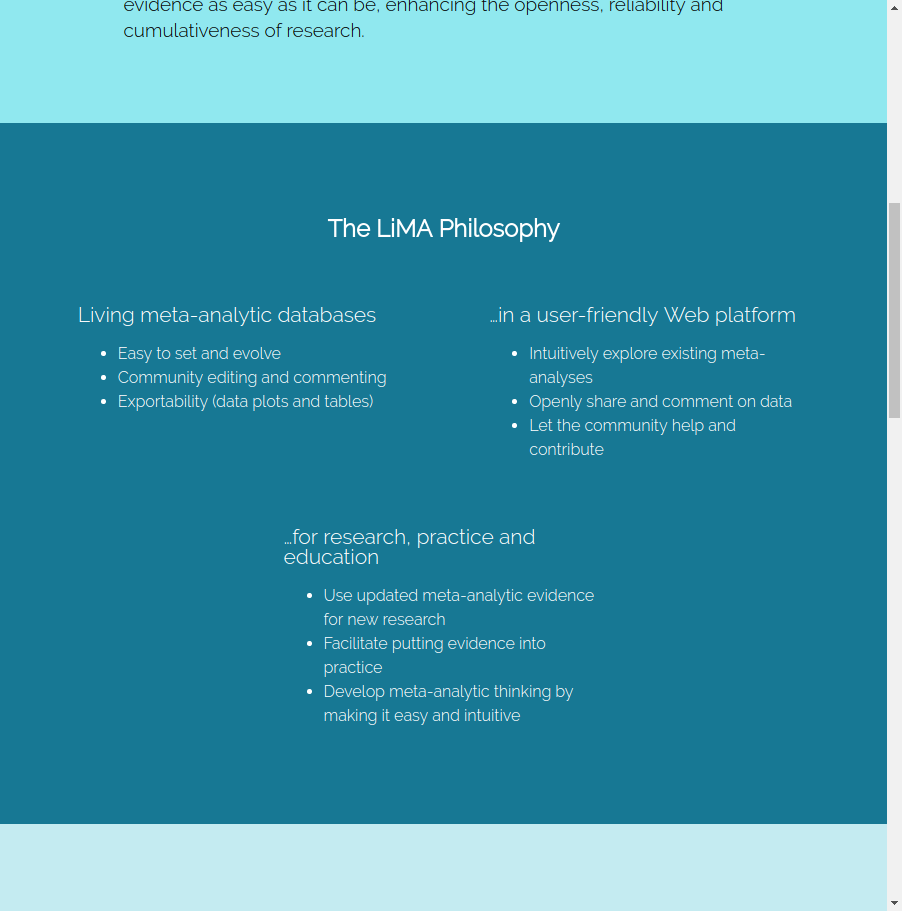 evidence as easy as it can be, enhancing the openness, reliability and
cumulativeness of research.
The LiMA Philosophy
Living meta-analytic databases
Easy to set and evolve
Community editing and commenting
Exportability (data plots and tables)
…in a user-friendly Web platform
Intuitively explore existing meta-
analyses
Openly share and comment on data
Let the community help and
contribute
…for research, practice and
education
Use updated meta-analytic evidence
for new research
Facilitate putting evidence into
practice
Develop meta-analytic thinking by
making it easy and intuitive